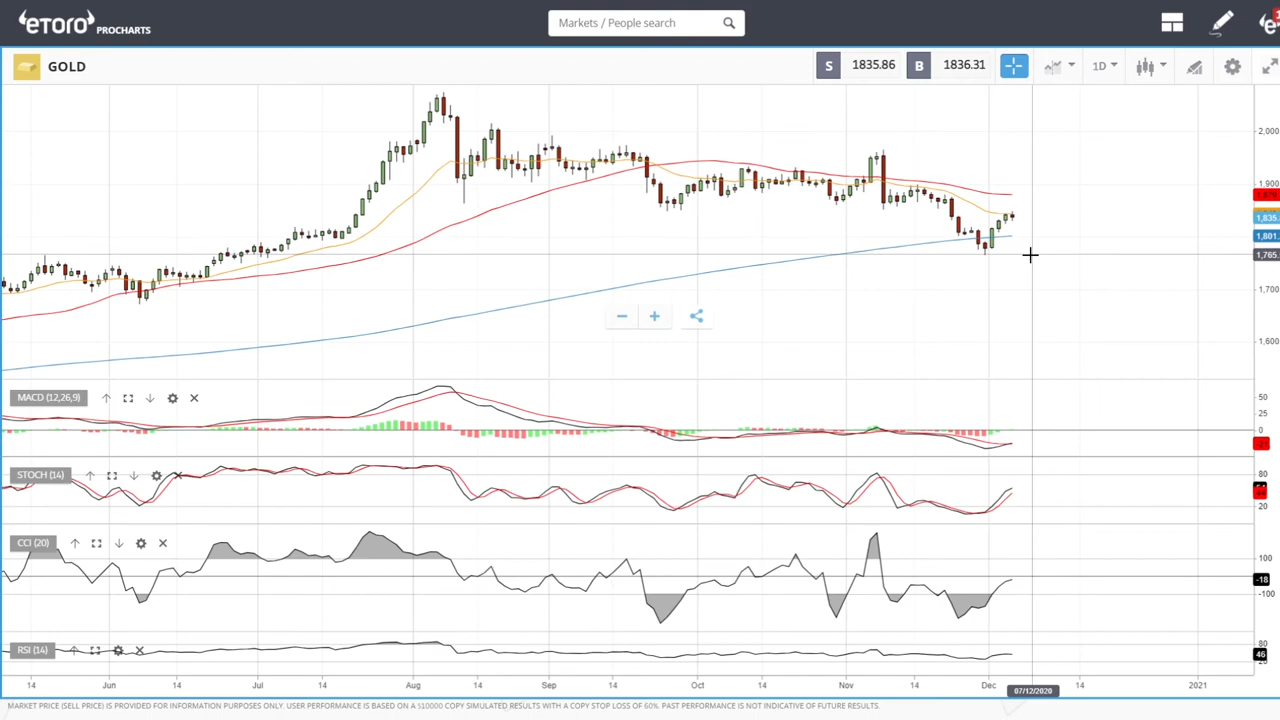 eToro PROCHARTS
Markets / People search
GOLD
S 1835.86 B 1836.31
1D
2,000
1,900
1,835.
1,801.
1,765.
1,700
1,600
MACD (12,26,9)
50
25
0
STOCH (14)
80
20
CCI (20)
100
-18
-100
RSI (14)
80
46
20
14 Jun 14 Jul 14 Aug 14 Sep 14 Oct 14 Nov 14 Dec 07/12/2020 14 2021
MARKET PRICE (SELL PRICE) IS PROVIDED FOR INFORMATION PURPOSES ONLY. USER PERFORMANCE IS BASED ON A $10000 COPY SIMULATED RESULTS WITH A COPY STOP LOSS OF 60%. PAST PERFORMANCE IS NOT INDICATIVE OF FUTURE RESULTS.